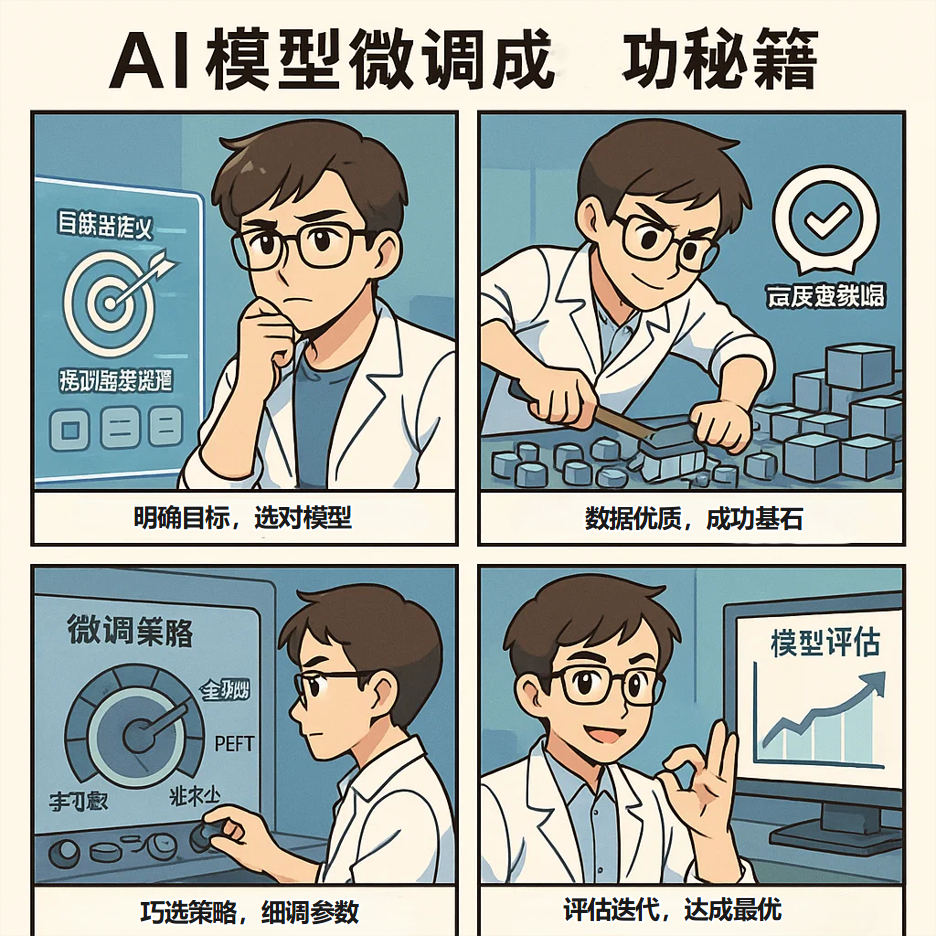 AI模型微调成 功秘籍
明确目标，选对模型
数据优质，成功基石
微调策略
PEFT
巧选策略，细调参数
模型评估
评估迭代，达成最优